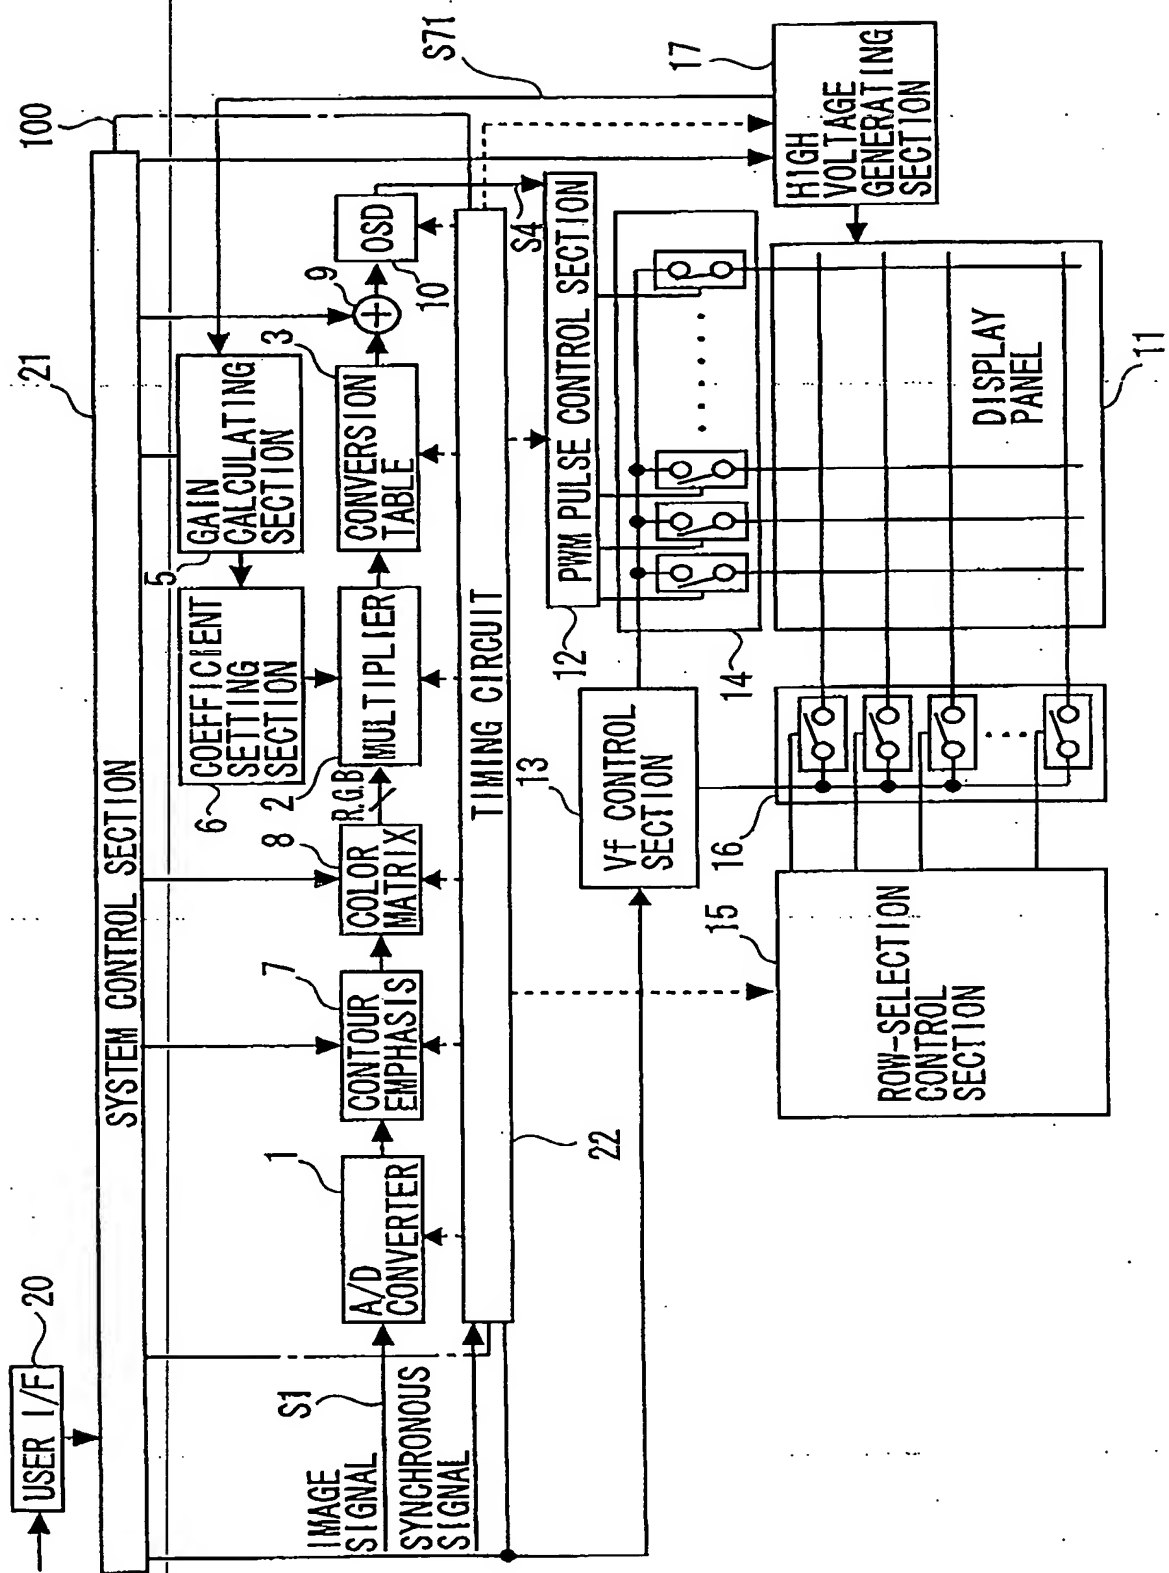 USER I/F
20
SYSTEM CONTROL SECTION
21
100
IMAGE
SIGNAL
S1
SYNCHRONOUS
SIGNAL
A/D
CONVERTER
1
CONTOUR
EMPHASIS
7
COLOR
MATRIX
8
R.G.B
COEFFICIENT
SETTING
SECTION
6
GAIN
CALCULATING
SECTION
5
MULTIPLIER
2
CONVERSION
TABLE
3
9
OSD
10
S71
S4
TIMING CIRCUIT
22
Vf CONTROL
SECTION
13
PWM PULSE CONTROL SECTION
12
14
HIGH
VOLTAGE
GENERATING
SECTION
17
ROW-SELECTION
CONTROL
SECTION
15
16
DISPLAY
PANEL
11